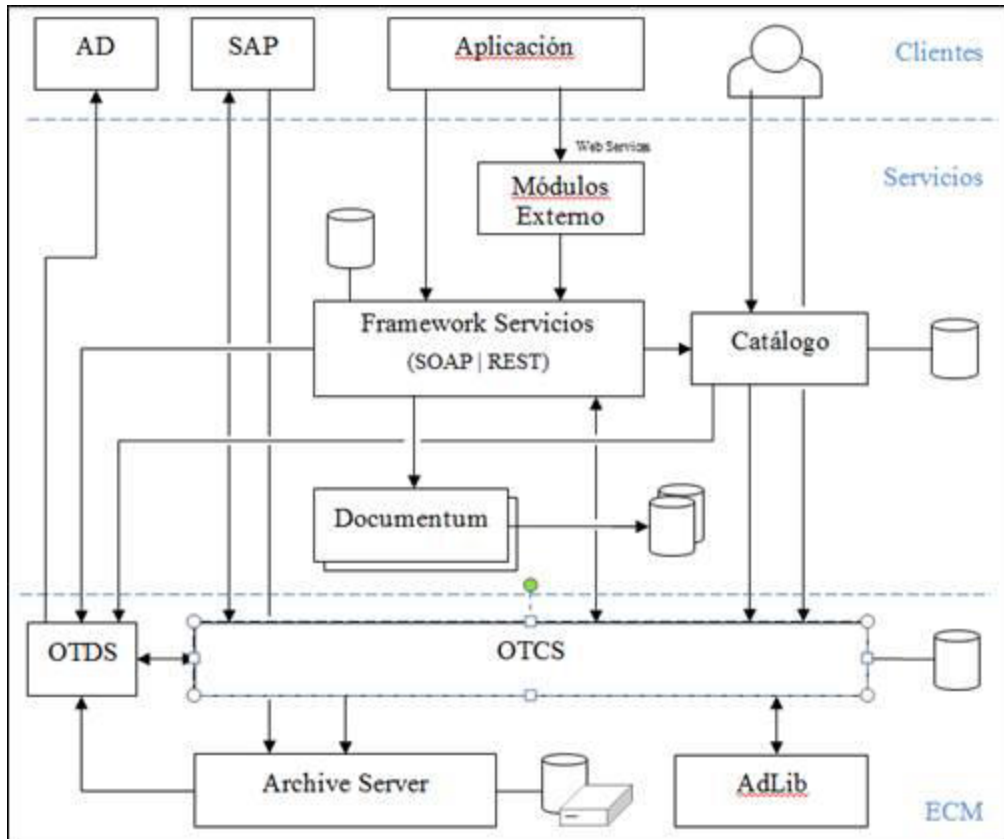 AD
SAP
Aplicación
Clientes
Web Services
Servicios
Módulos
Externo
Framework Servicios
(SOAP | REST)
Catálogo
Documentum
OTDS
OTCS
Archive Server
AdLib
ECM